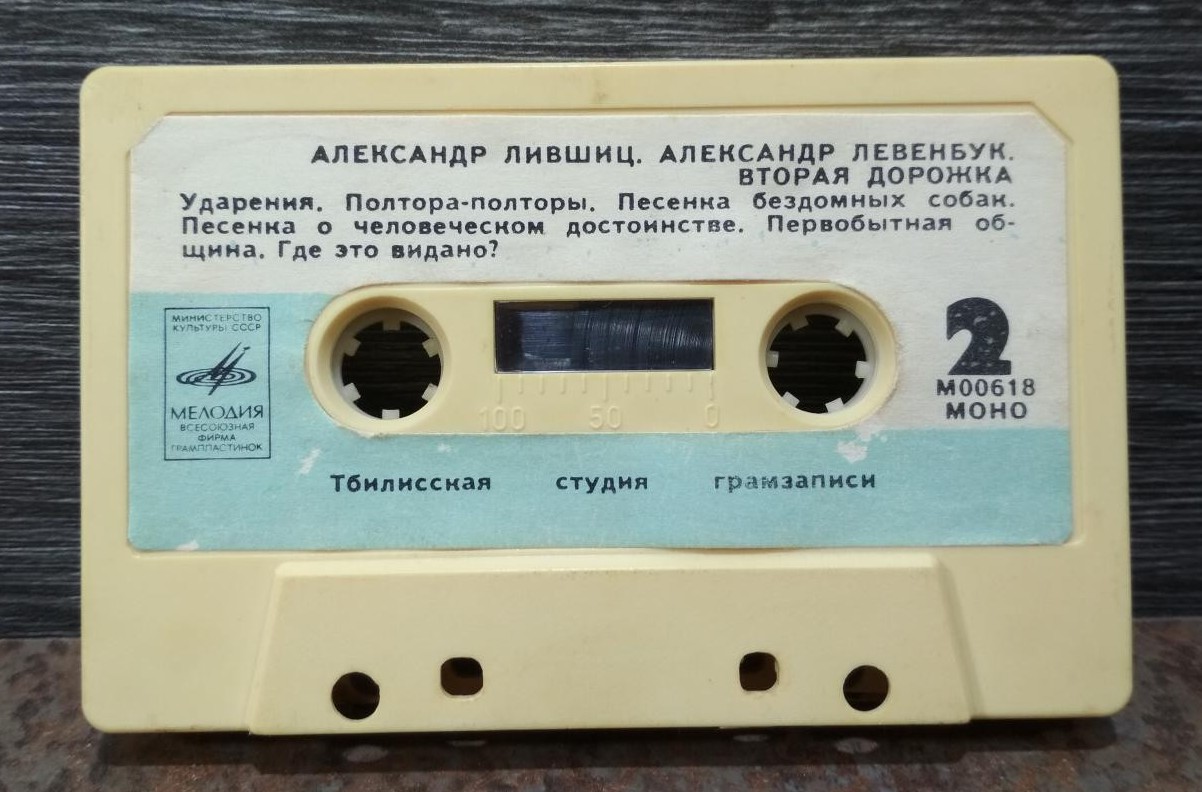 АЛЕКСАНДР ЛИВШИЦ. АЛЕКСАНДР ЛЕВЕНБУК.
ВТОРАЯ ДОРОЖКА
Ударения. Полтора-полторы. Песенка бездомных собак.
Песенка о человеческом достоинстве. Первобытная об-
щина. Где это видано?
МИНИСТЕРСТВО
КУЛЬТУРЫ СССР
МЕЛОДИЯ
ВСЕСОЮЗНАЯ
ФИРМА
ГРАМПЛАСТИНОК
2
М00618
МОНО
100 50 0
Тбилисская студия грамзаписи